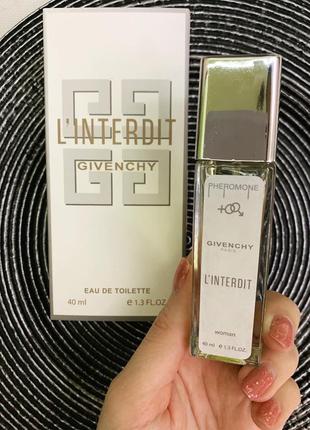 L'INTERDIT
GIVENCHY
EAU DE TOILETTE
40 ml ℮ 1.3 FL.OZ.
PHEROMONE
GIVENCHY
PARIS
L'INTERDIT
woman
40 ml ℮ 1.3 FL.OZ.